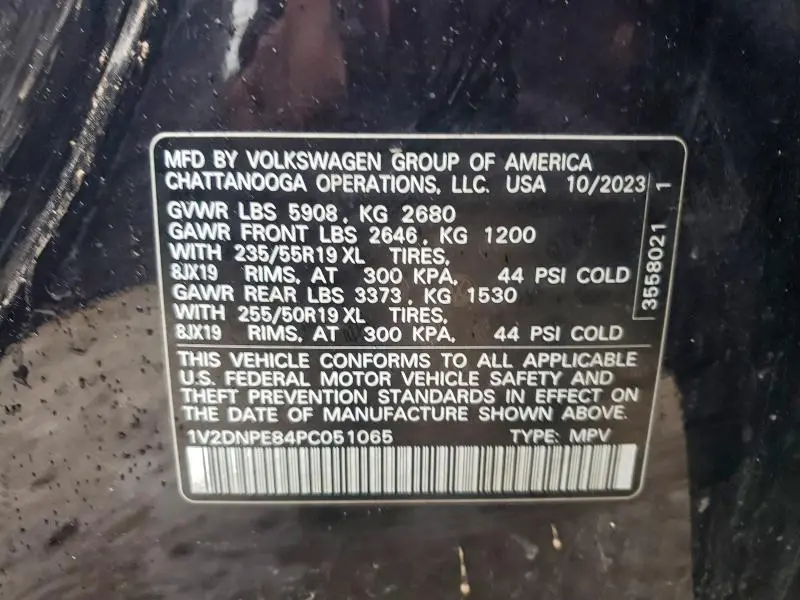 MFD BY VOLKSWAGEN GROUP OF AMERICA
CHATTANOOGA OPERATIONS, LLC. USA 10/2023
GVWR LBS 5908, KG 2680
GAWR FRONT LBS 2646, KG 1200
WITH 235/55R19 XL TIRES,
8JX19 RIMS, AT 300 KPA, 44 PSI COLD
GAWR REAR LBS 3373, KG 1530
WITH 255/50R19 XL TIRES,
8JX19 RIMS, AT 300 KPA, 44 PSI COLD
THIS VEHICLE CONFORMS TO ALL APPLICABLE
U.S. FEDERAL MOTOR VEHICLE SAFETY AND
THEFT PREVENTION STANDARDS IN EFFECT ON
THE DATE OF MANUFACTURE SHOWN ABOVE.
1V2DNPE84PC051065 TYPE: MPV
3558021 1